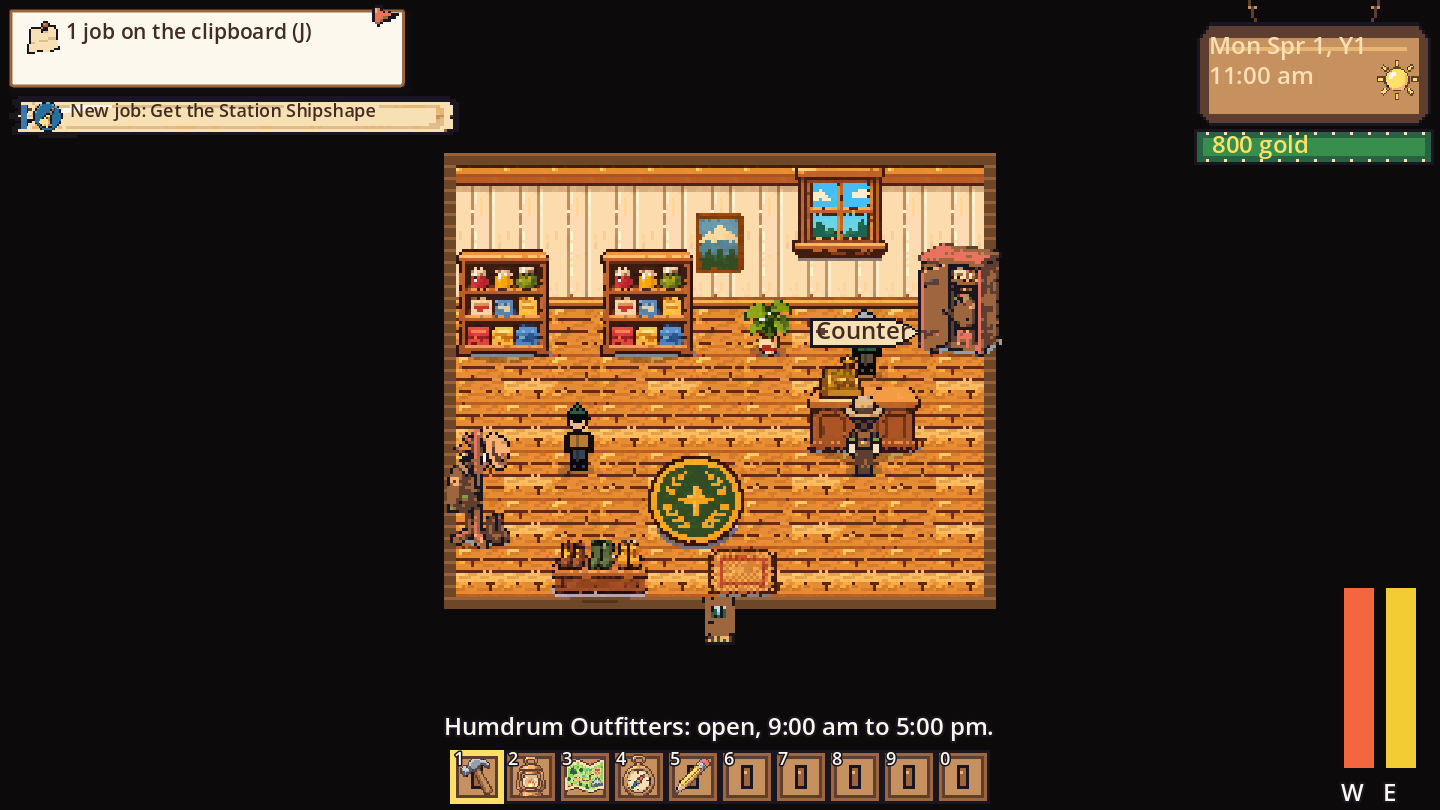 1 job on the clipboard (J)
New job: Get the Station Shipshape
Mon Spr 1, Y1
11:00 am
800 gold
Counte
Humdrum Outfitters: open, 9:00 am to 5:00 pm.
1 2 3 4 5 6 7 8 9 0
W E